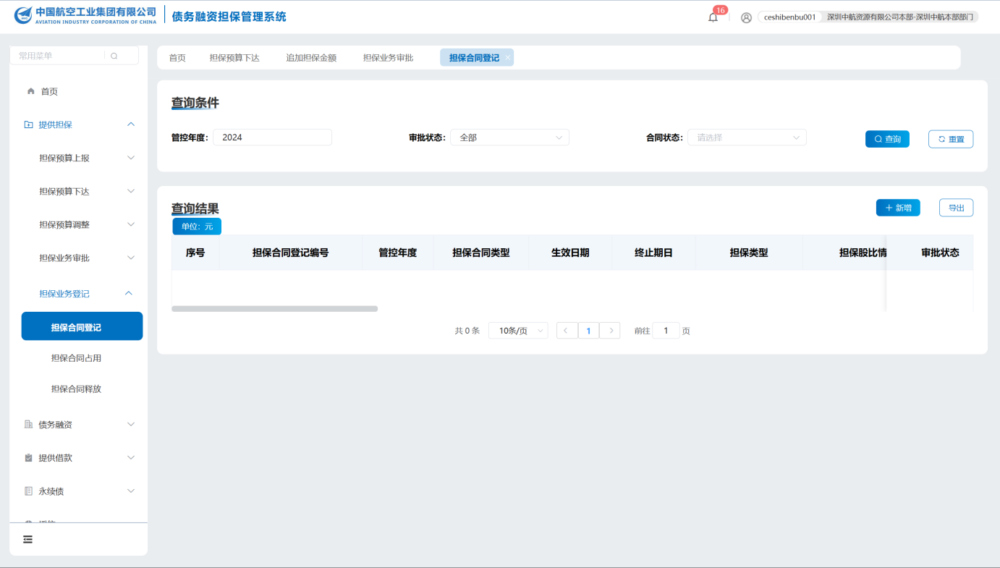 中国航空工业集团有限公司
AVIATION INDUSTRY CORPORATION OF CHINA
债务融资担保管理系统
16
ceshibenbu001
深圳中航资源有限公司本部-深圳中航本部部门
常用菜单
首页
提供担保
担保预算上报
担保预算下达
担保预算调整
担保业务审批
担保业务登记
担保合同登记
担保合同占用
担保合同释放
债务融资
提供借款
永续债
首页 担保预算下达 追加担保金额 担保业务审批 担保合同登记
查询条件
管控年度: 2024 审批状态: 全部 合同状态: 请选择 查询 重置
查询结果 新增 导出
单位: 元
序号 担保合同登记编号 管控年度 担保合同类型 生效日期 终止期日 担保类型 担保股比情 审批状态
共 0 条 10条/页 1 前往 1 页